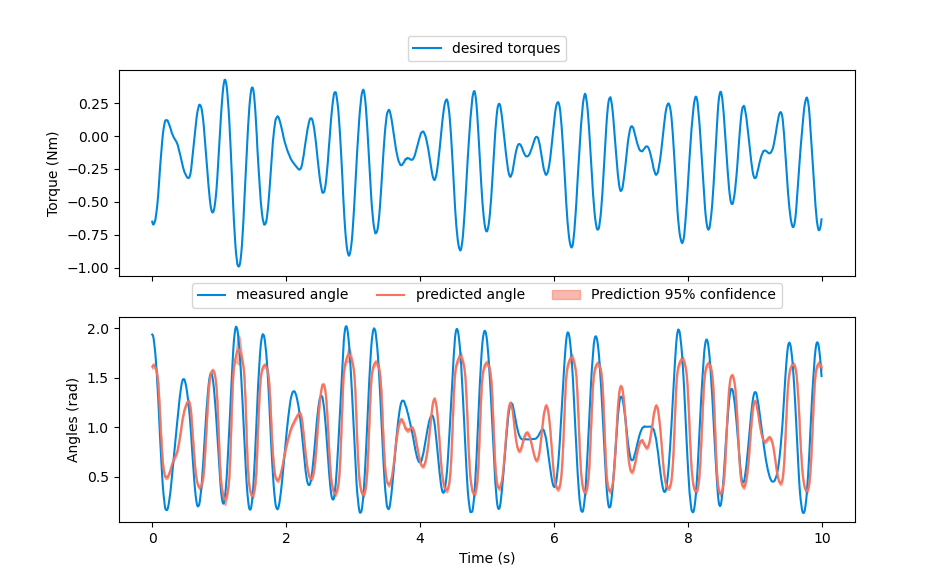 desired torques
0.25
0.00
−0.25
−0.50
−0.75
−1.00
Torque (Nm)
measured angle predicted angle Prediction 95% confidence
2.0
1.5
1.0
0.5
Angles (rad)
0 2 4 6 8 10
Time (s)